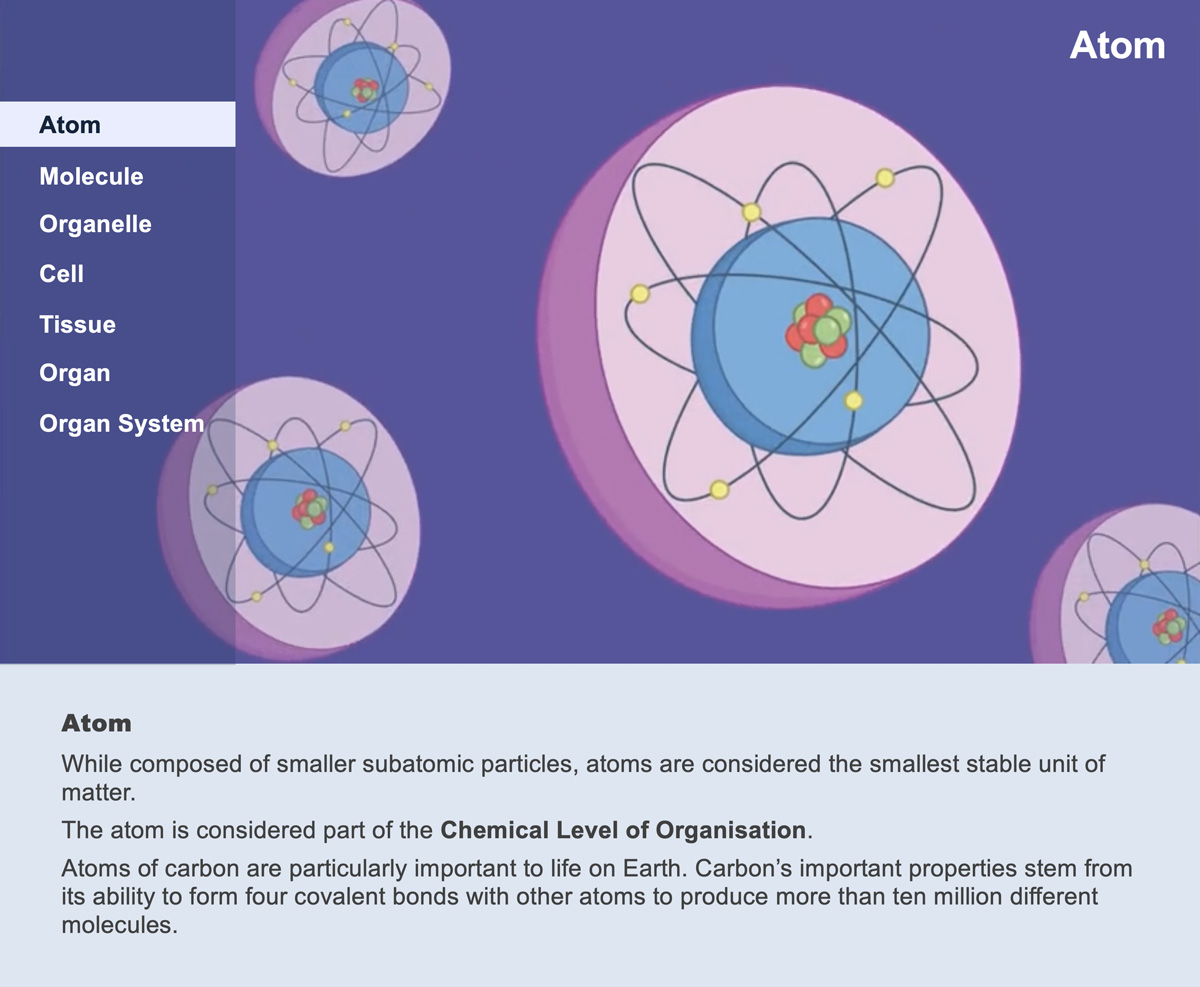 Atom
Atom
Molecule
Organelle
Cell
Tissue
Organ
Organ System
Atom
While composed of smaller subatomic particles, atoms are considered the smallest stable unit of
matter.
The atom is considered part of the Chemical Level of Organisation.
Atoms of carbon are particularly important to life on Earth. Carbon’s important properties stem from
its ability to form four covalent bonds with other atoms to produce more than ten million different
molecules.